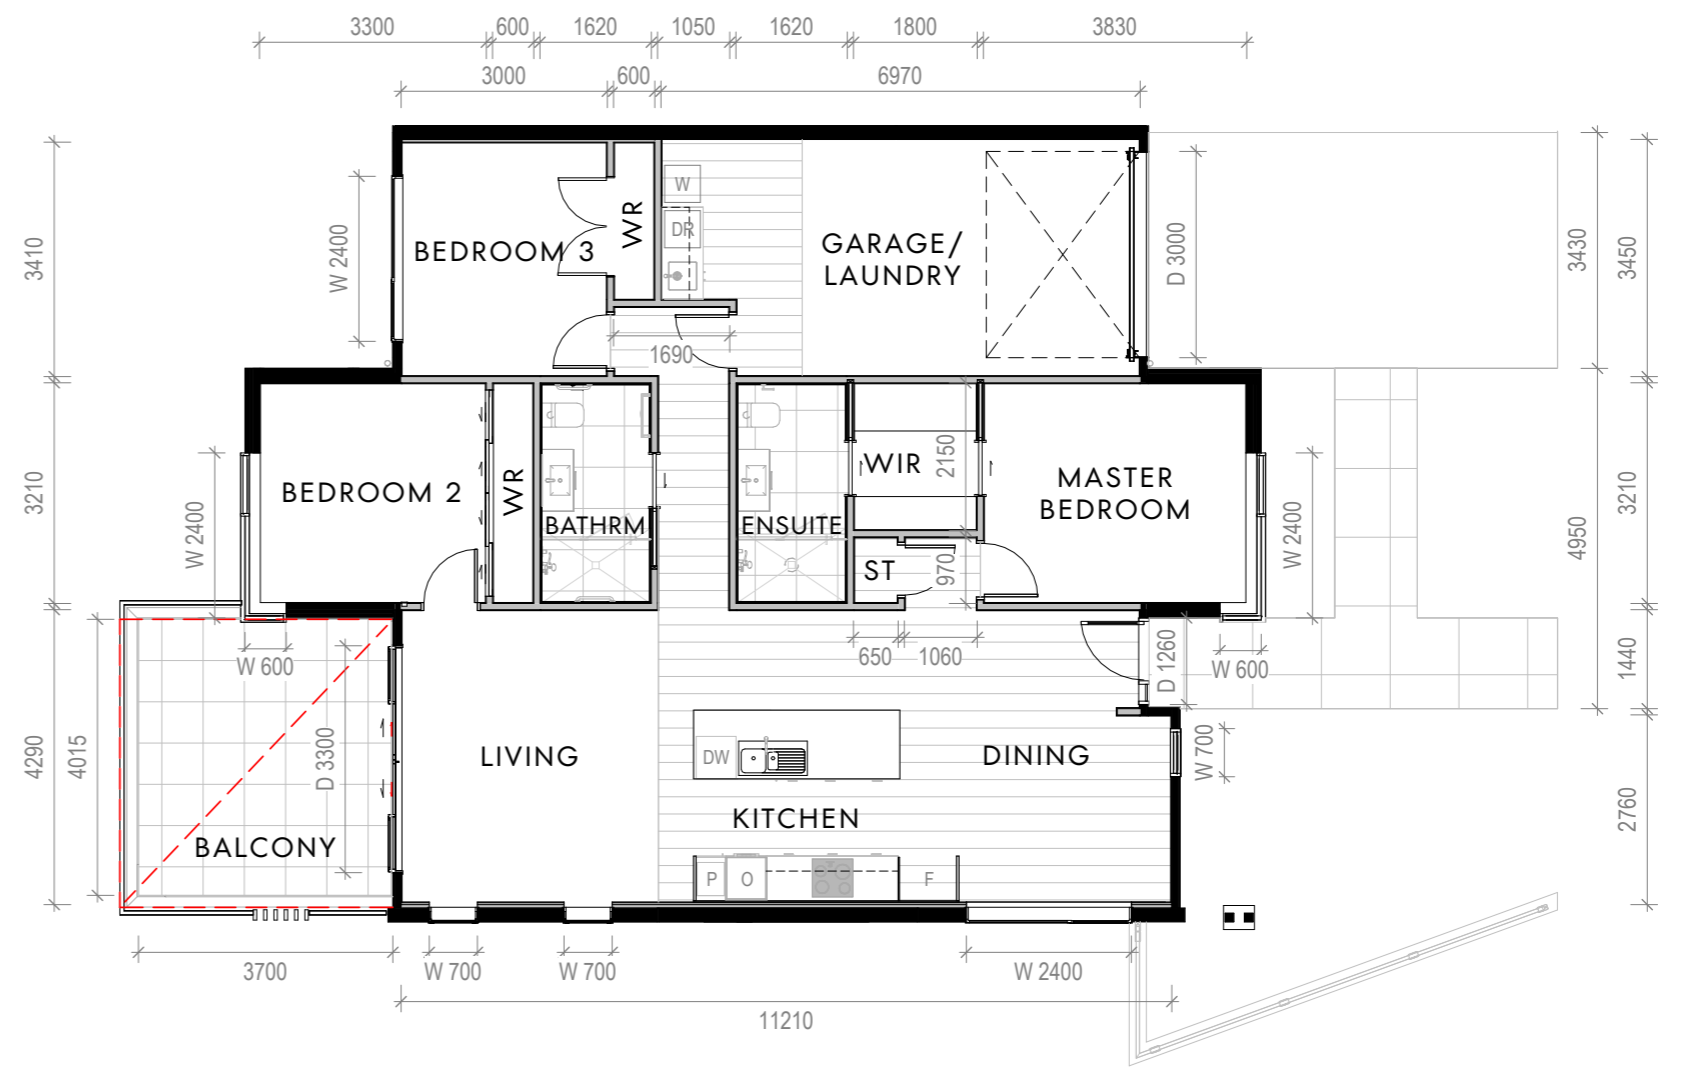 3300 600 1620 1050 1620 1800 3830
3000 600 6970
W
DR
WR
BEDROOM 3
GARAGE/
LAUNDRY
W 2400
D 3000
3410
3430
3450
1690
BEDROOM 2
WR
BATHRM
ENSUITE
WIR
2150
MASTER
BEDROOM
ST
970
W 2400
W 2400
3210
3210
4950
650 1060
W 600
D 1260
W 600
1440
4290
4015
D 3300
LIVING
DW
DINING
W 700
KITCHEN
2760
BALCONY
P O F
3700 W 700 W 700 W 2400
11210